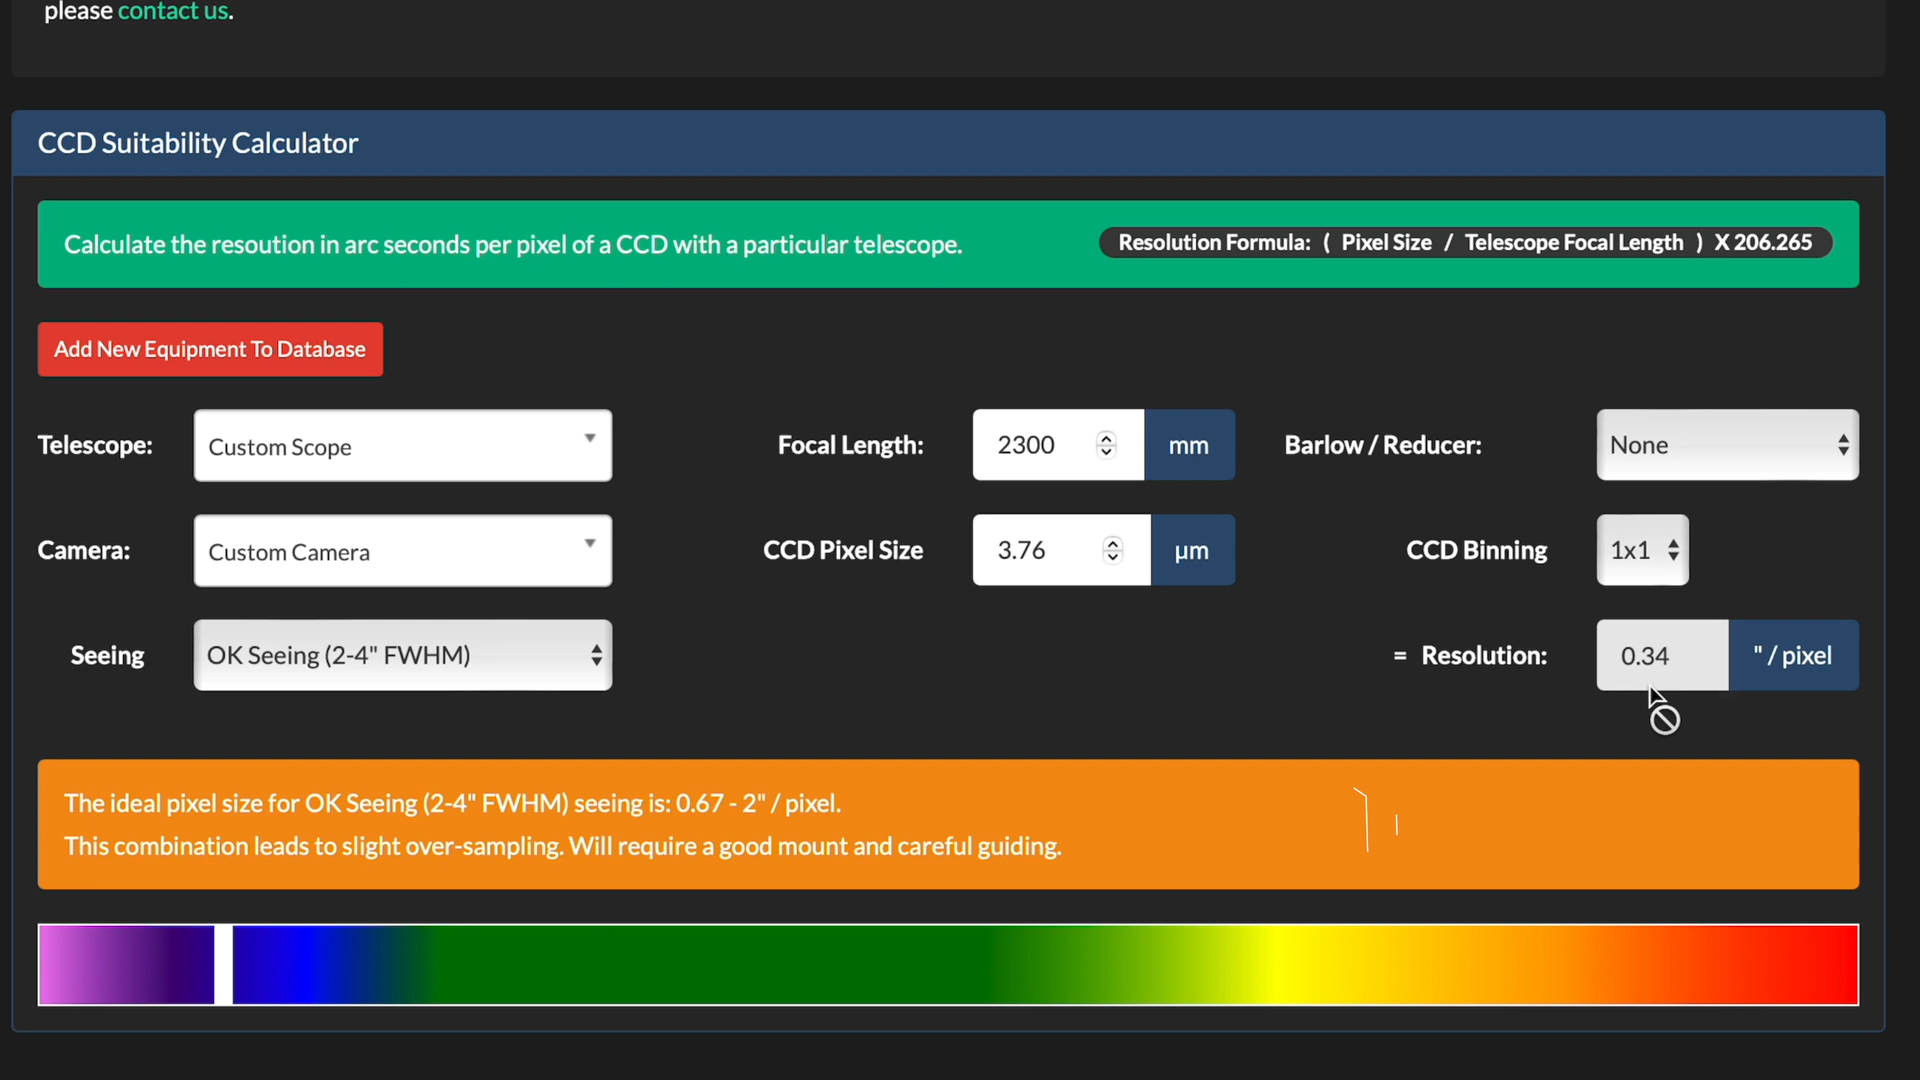 please contact us.
CCD Suitability Calculator
Calculate the resoution in arc seconds per pixel of a CCD with a particular telescope.
Resolution Formula: ( Pixel Size / Telescope Focal Length ) X 206.265
Add New Equipment To Database
Telescope: Custom Scope Focal Length: 2300 mm Barlow / Reducer: None
Camera: Custom Camera CCD Pixel Size 3.76 µm CCD Binning 1x1
Seeing OK Seeing (2-4" FWHM) = Resolution: 0.34 " / pixel
The ideal pixel size for OK Seeing (2-4" FWHM) seeing is: 0.67 - 2" / pixel.
This combination leads to slight over-sampling. Will require a good mount and careful guiding.